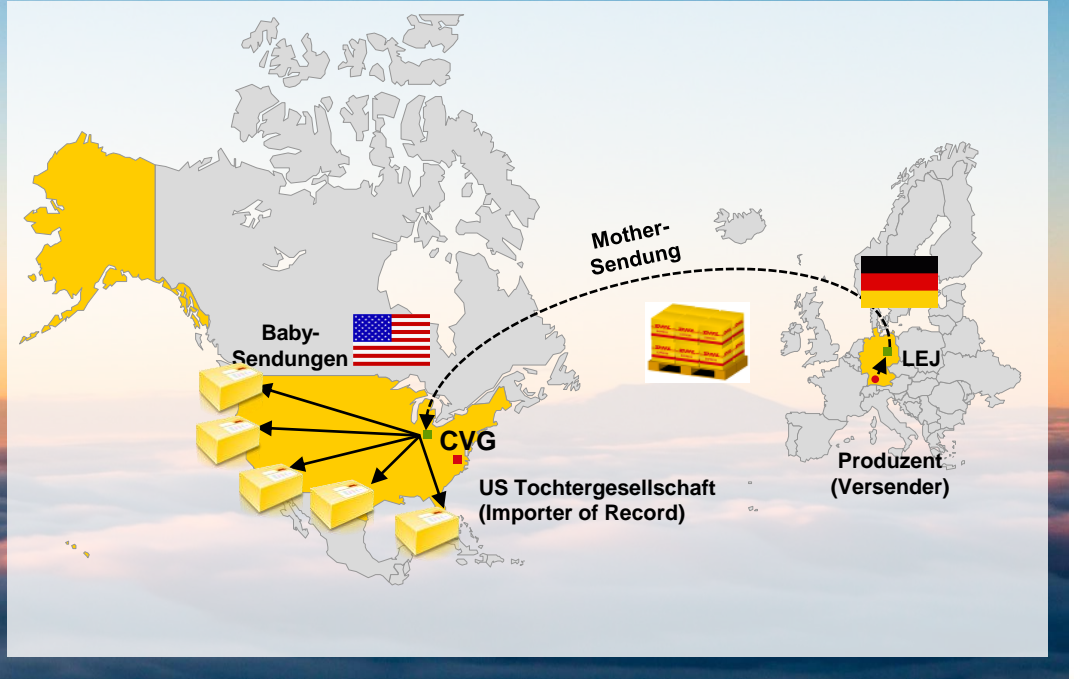 Mother-
Sendung
Baby-
Sendungen
LEJ
CVG
Produzent
(Versender)
US Tochtergesellschaft
(Importer of Record)